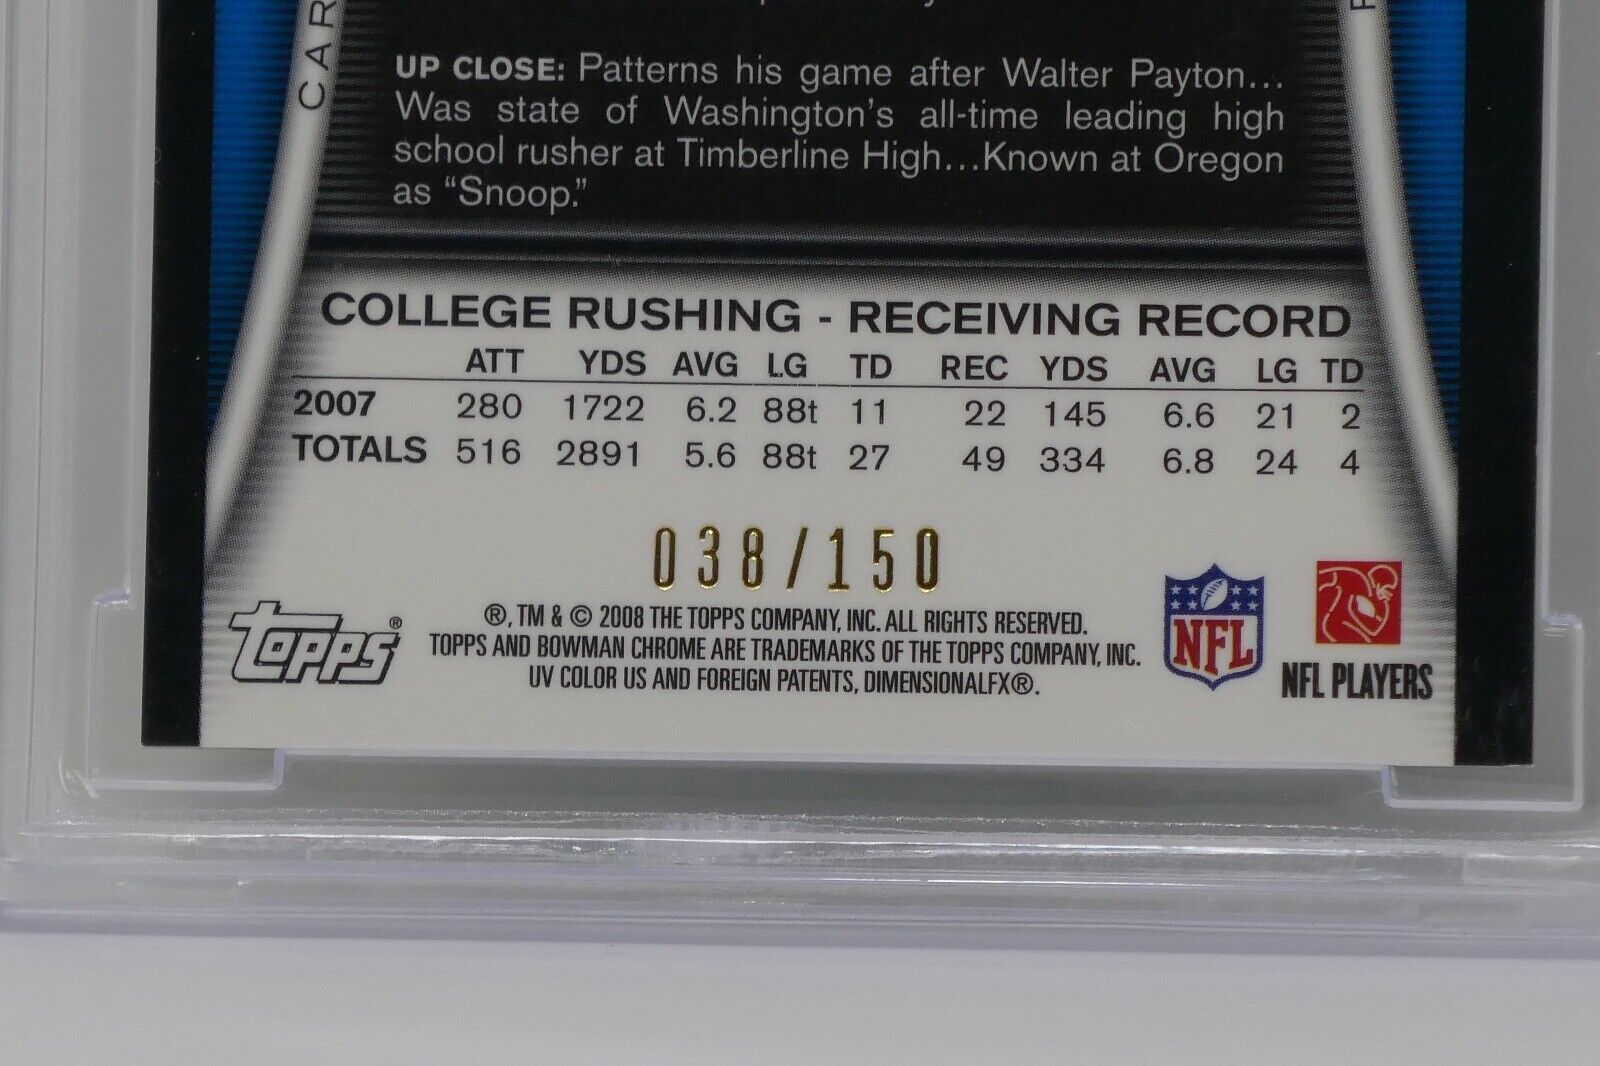 CAR
UP CLOSE: Patterns his game after Walter Payton...
Was state of Washington's all-time leading high
school rusher at Timberline High...Known at Oregon
as “Snoop.”
COLLEGE RUSHING - RECEIVING RECORD
ATT YDS AVG LG TD REC YDS AVG LG TD
2007 280 1722 6.2 88t 11 22 145 6.6 21 2
TOTALS 516 2891 5.6 88t 27 49 334 6.8 24 4
038/150
®, TM & © 2008 THE TOPPS COMPANY, INC. ALL RIGHTS RESERVED.
TOPPS AND BOWMAN CHROME ARE TRADEMARKS OF THE TOPPS COMPANY, INC.
UV COLOR US AND FOREIGN PATENTS, DIMENSIONALFX®.
Topps®
NFL
NFL PLAYERS